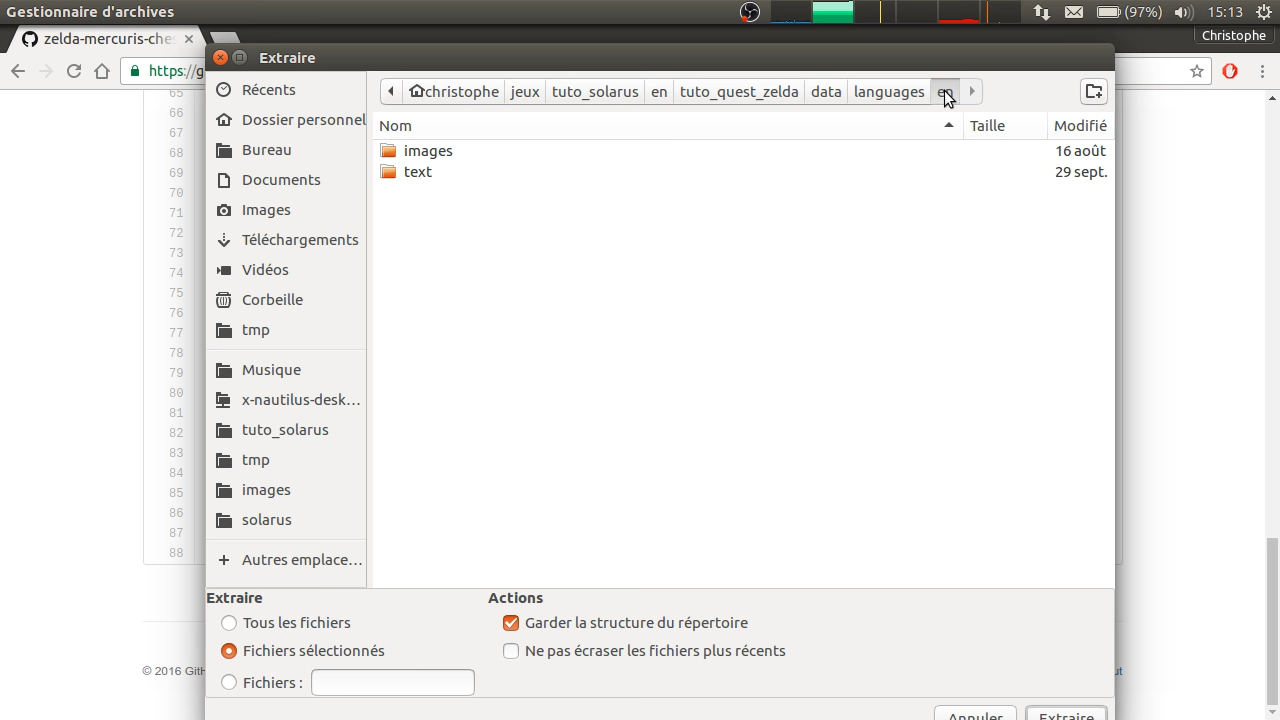 Gestionnaire d'archives
(97%)
15:13
zelda-mercuris-che
Christophe
https://g
Extraire
christophe
jeux
tuto_solarus
en
tuto_quest_zelda
data
languages
Récents
Dossier personnel
Bureau
Documents
Images
Téléchargements
Vidéos
Corbeille
tmp
Musique
x-nautilus-desk…
tuto_solarus
tmp
images
solarus
Autres emplace…
Nom
Taille
Modifié
images
16 août
text
29 sept.
65
66
67
68
69
70
71
72
73
74
75
76
77
78
79
80
81
82
83
84
85
86
87
88
Extraire
Actions
Tous les fichiers
Garder la structure du répertoire
Fichiers sélectionnés
Ne pas écraser les fichiers plus récents
Fichiers :
© 2016 GitH
ut
Annuler
Extraire